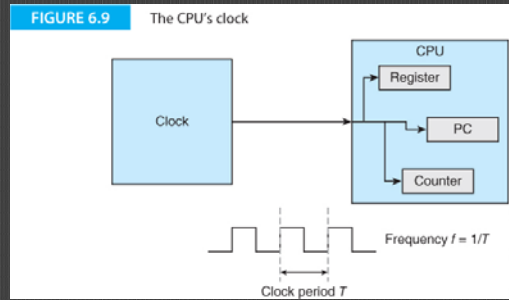 FIGURE 6.9 The CPU's clock
CPU
Register
Clock
PC
Counter
Frequency f = 1/T
Clock period T